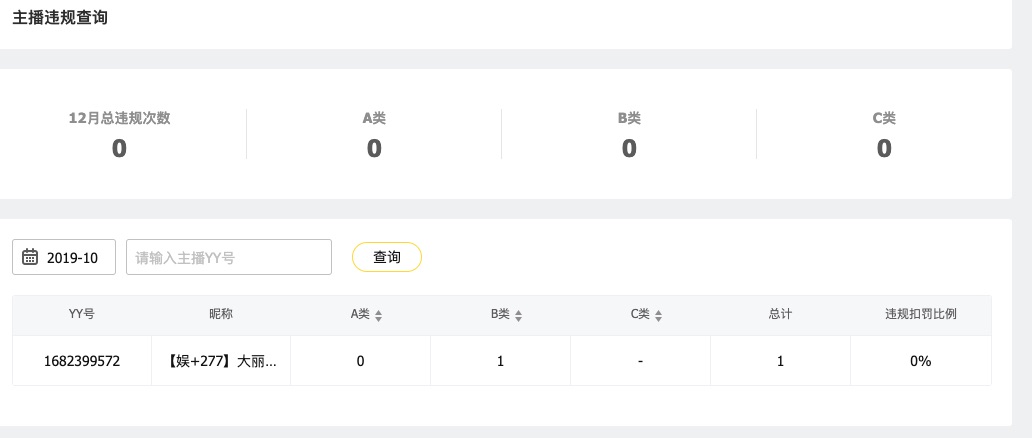 主播违规查询
12月总违规次数 A类 B类 C类
0 0 0 0
2019-10 请输入主播YY号 查询
YY号 昵称 A类 B类 C类 总计 违规扣罚比例
1682399572 【娱+277】大丽... 0 1 - 1 0%